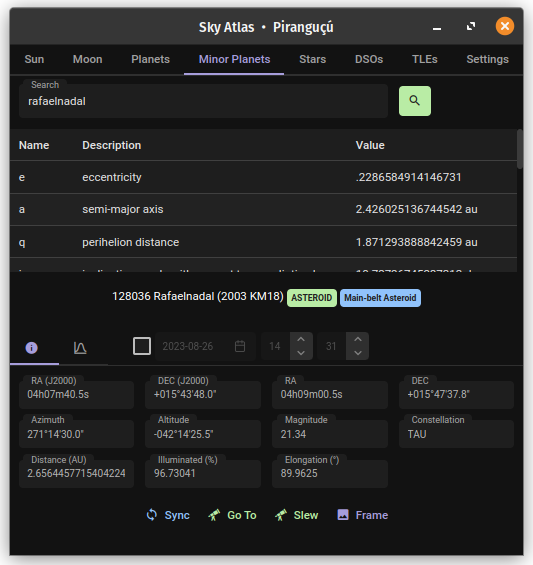 Sky Atlas • Piranguçú
Sun Moon Planets Minor Planets Stars DSOs TLEs Settings
Search
rafaelnadal
Name Description Value
e eccentricity .2286584914146731
a semi-major axis 2.426025136744542 au
q perihelion distance 1.871293888842459 au
128036 Rafaelnadal (2003 KM18) ASTEROID Main-belt Asteroid
2023-08-26 14 31
RA (J2000) DEC (J2000) RA DEC
04h07m40.5s +015°43'48.0" 04h09m00.5s +015°47'37.8"
Azimuth Altitude Magnitude Constellation
271°14'30.0" -042°14'25.5" 21.34 TAU
Distance (AU) Illuminated (%) Elongation (°)
2.6564457715404224 96.73041 89.9625
Sync Go To Slew Frame